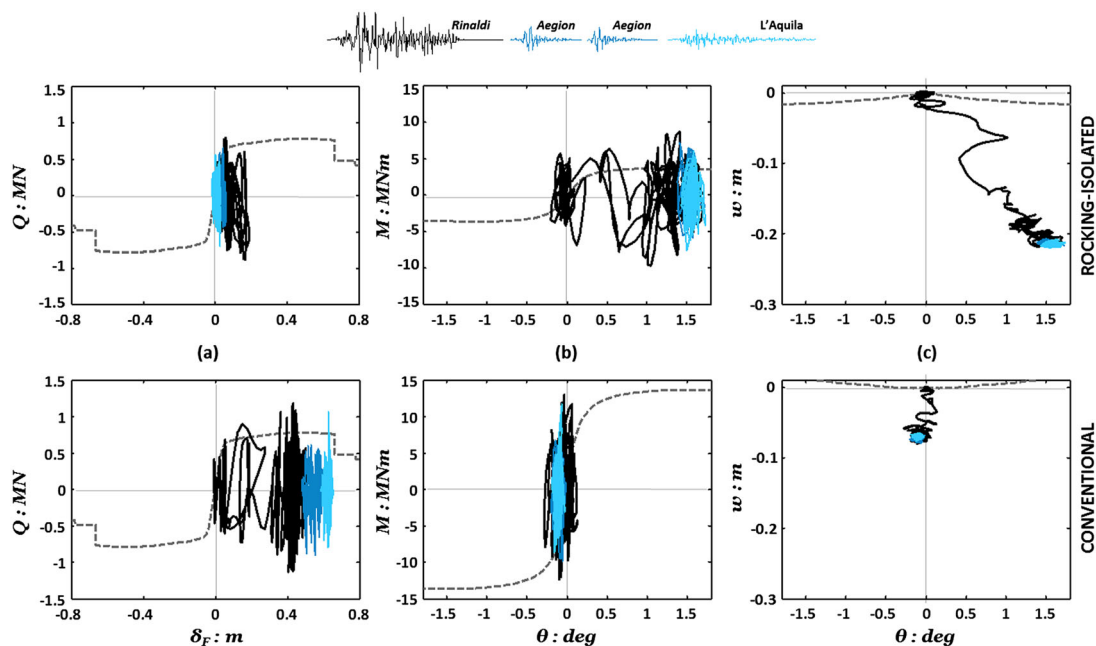 Rinaldi Aegion Aegion L'Aquila
1.5
1
0.5
0
-0.5
-1
-1.5
Q : MN
-0.8 -0.4 0 0.4 0.8
(a)
15
10
5
0
-5
-10
-15
M : MNm
-1.5 -1 -0.5 0 0.5 1 1.5
(b)
0
-0.1
-0.2
-0.3
w : m
-1.5 -1 -0.5 0 0.5 1 1.5
(c)
ROCKING-ISOLATED
1.5
1
0.5
0
-0.5
-1
-1.5
Q : MN
-0.8 -0.4 0 0.4 0.8
δF : m
15
10
5
0
-5
-10
-15
M : MNm
-1.5 -1 -0.5 0 0.5 1 1.5
θ : deg
0
-0.1
-0.2
-0.3
w : m
-1.5 -1 -0.5 0 0.5 1 1.5
θ : deg
CONVENTIONAL